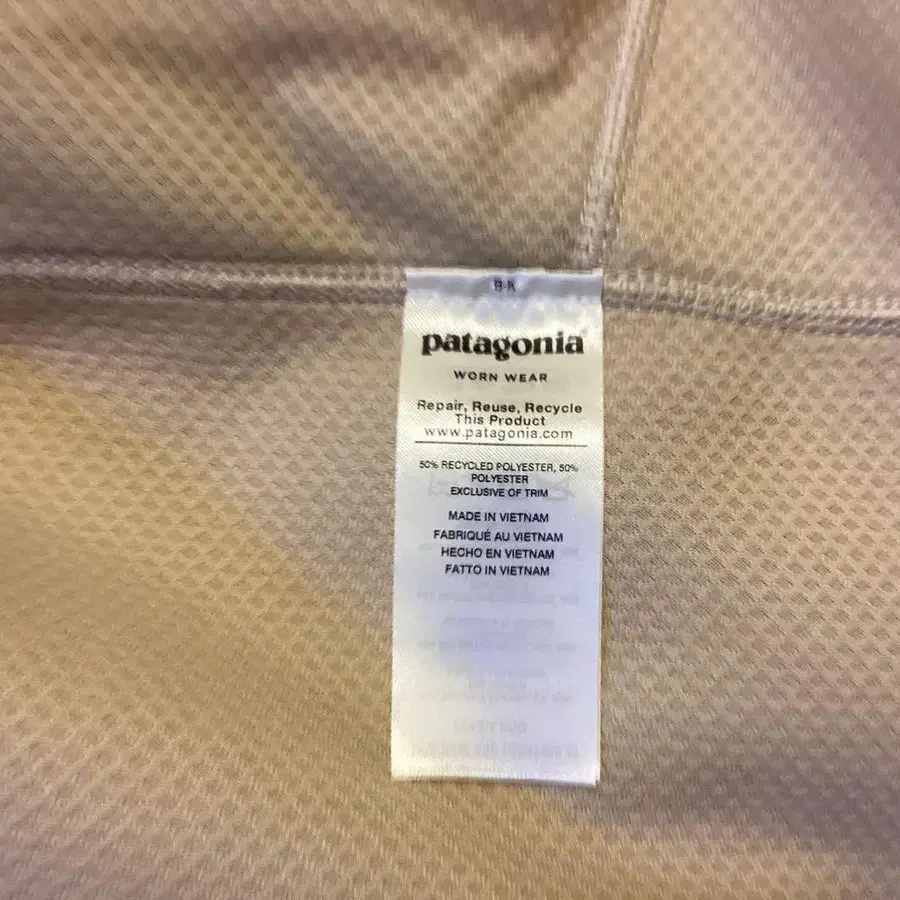 B-K
patagonia
WORN WEAR
Repair, Reuse, Recycle
This Product
www.patagonia.com
50% RECYCLED POLYESTER, 50%
POLYESTER
EXCLUSIVE OF TRIM
MADE IN VIETNAM
FABRIQUÉ AU VIETNAM
HECHO EN VIETNAM
FATTO IN VIETNAM